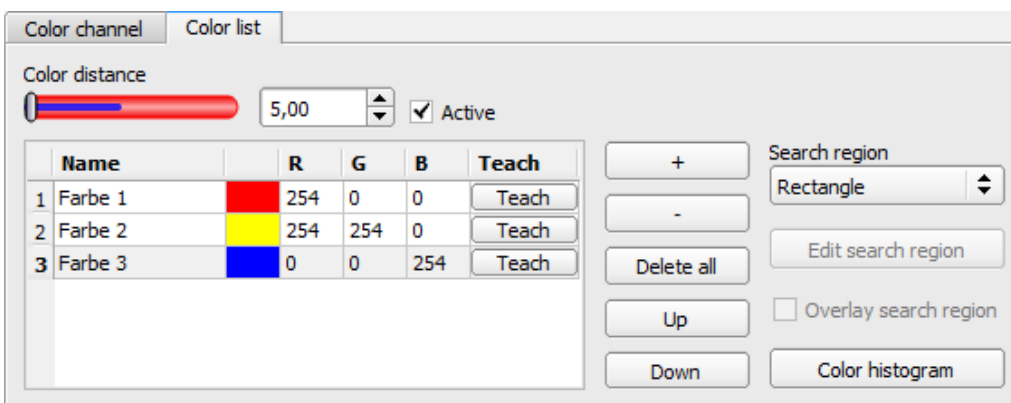 Color channel Color list
Color distance
5,00 Active
Name R G B Teach
1 Farbe 1 254 0 0 Teach
2 Farbe 2 254 254 0 Teach
3 Farbe 3 0 0 254 Teach
+
-
Delete all
Up
Down
Search region
Rectangle
Edit search region
Overlay search region
Color histogram